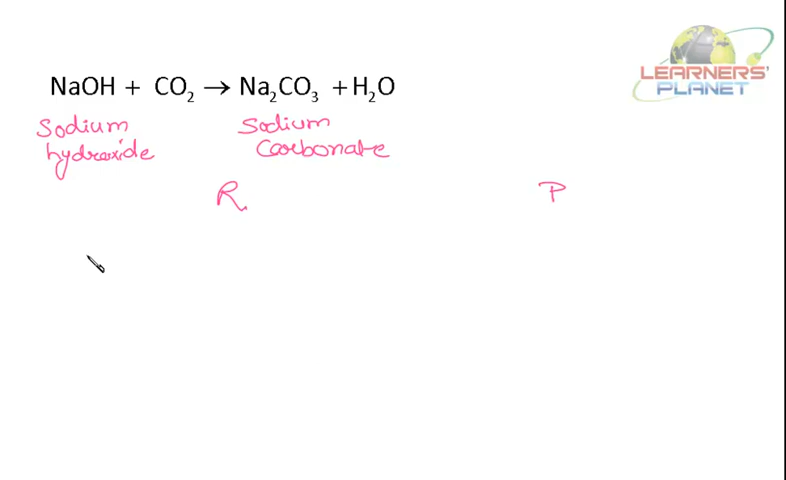 LEARNERS'
PLANET
NaOH + CO₂ → Na₂CO₃ + H₂O
Sodium hydroxide
Sodium Carbonate
R P